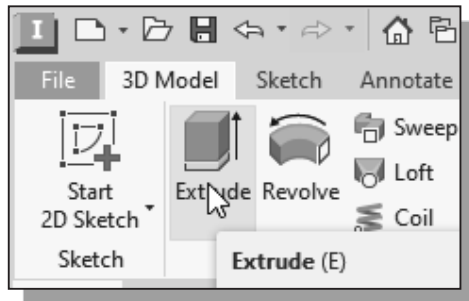 I
File 3D Model Sketch Annotate
Start
2D Sketch
Extrude
Revolve
Sweep
Loft
Coil
Sketch
Extrude (E)